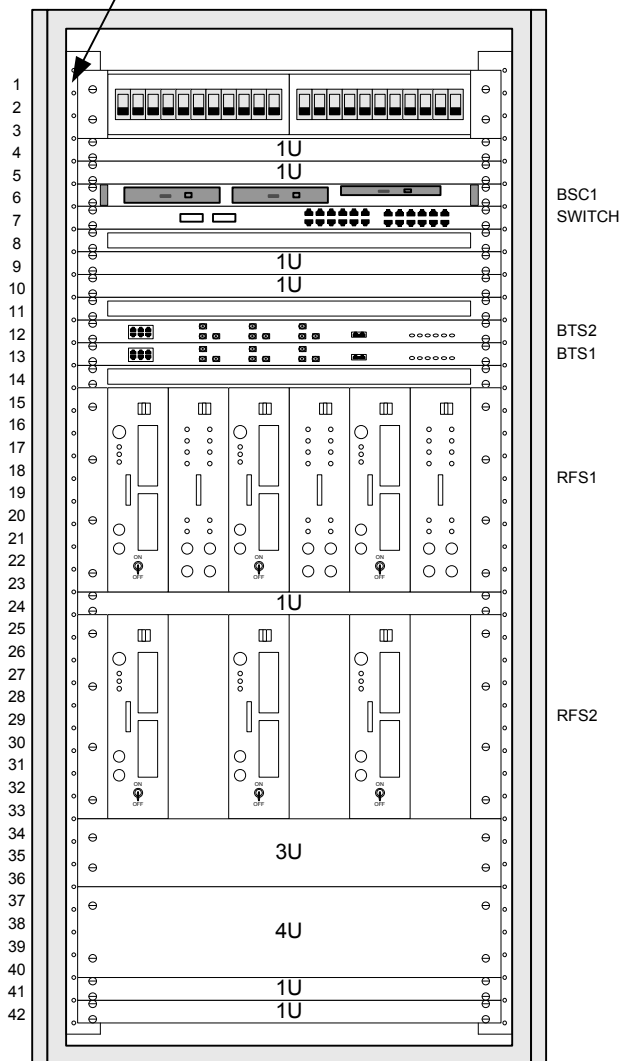 1
2
3
4 1U
5 1U
6 BSC1
7 SWITCH
8
9 1U
10 1U
11
12 BTS2
13 BTS1
14
15
16
17
18 RFS1
19
20
21
22
ON ON ON
OFF OFF OFF
23
24 1U
25
26
27
28
29 RFS2
30
31
32
ON ON ON
OFF OFF OFF
33
34
35 3U
36
37
38 4U
39
40
41 1U
42 1U